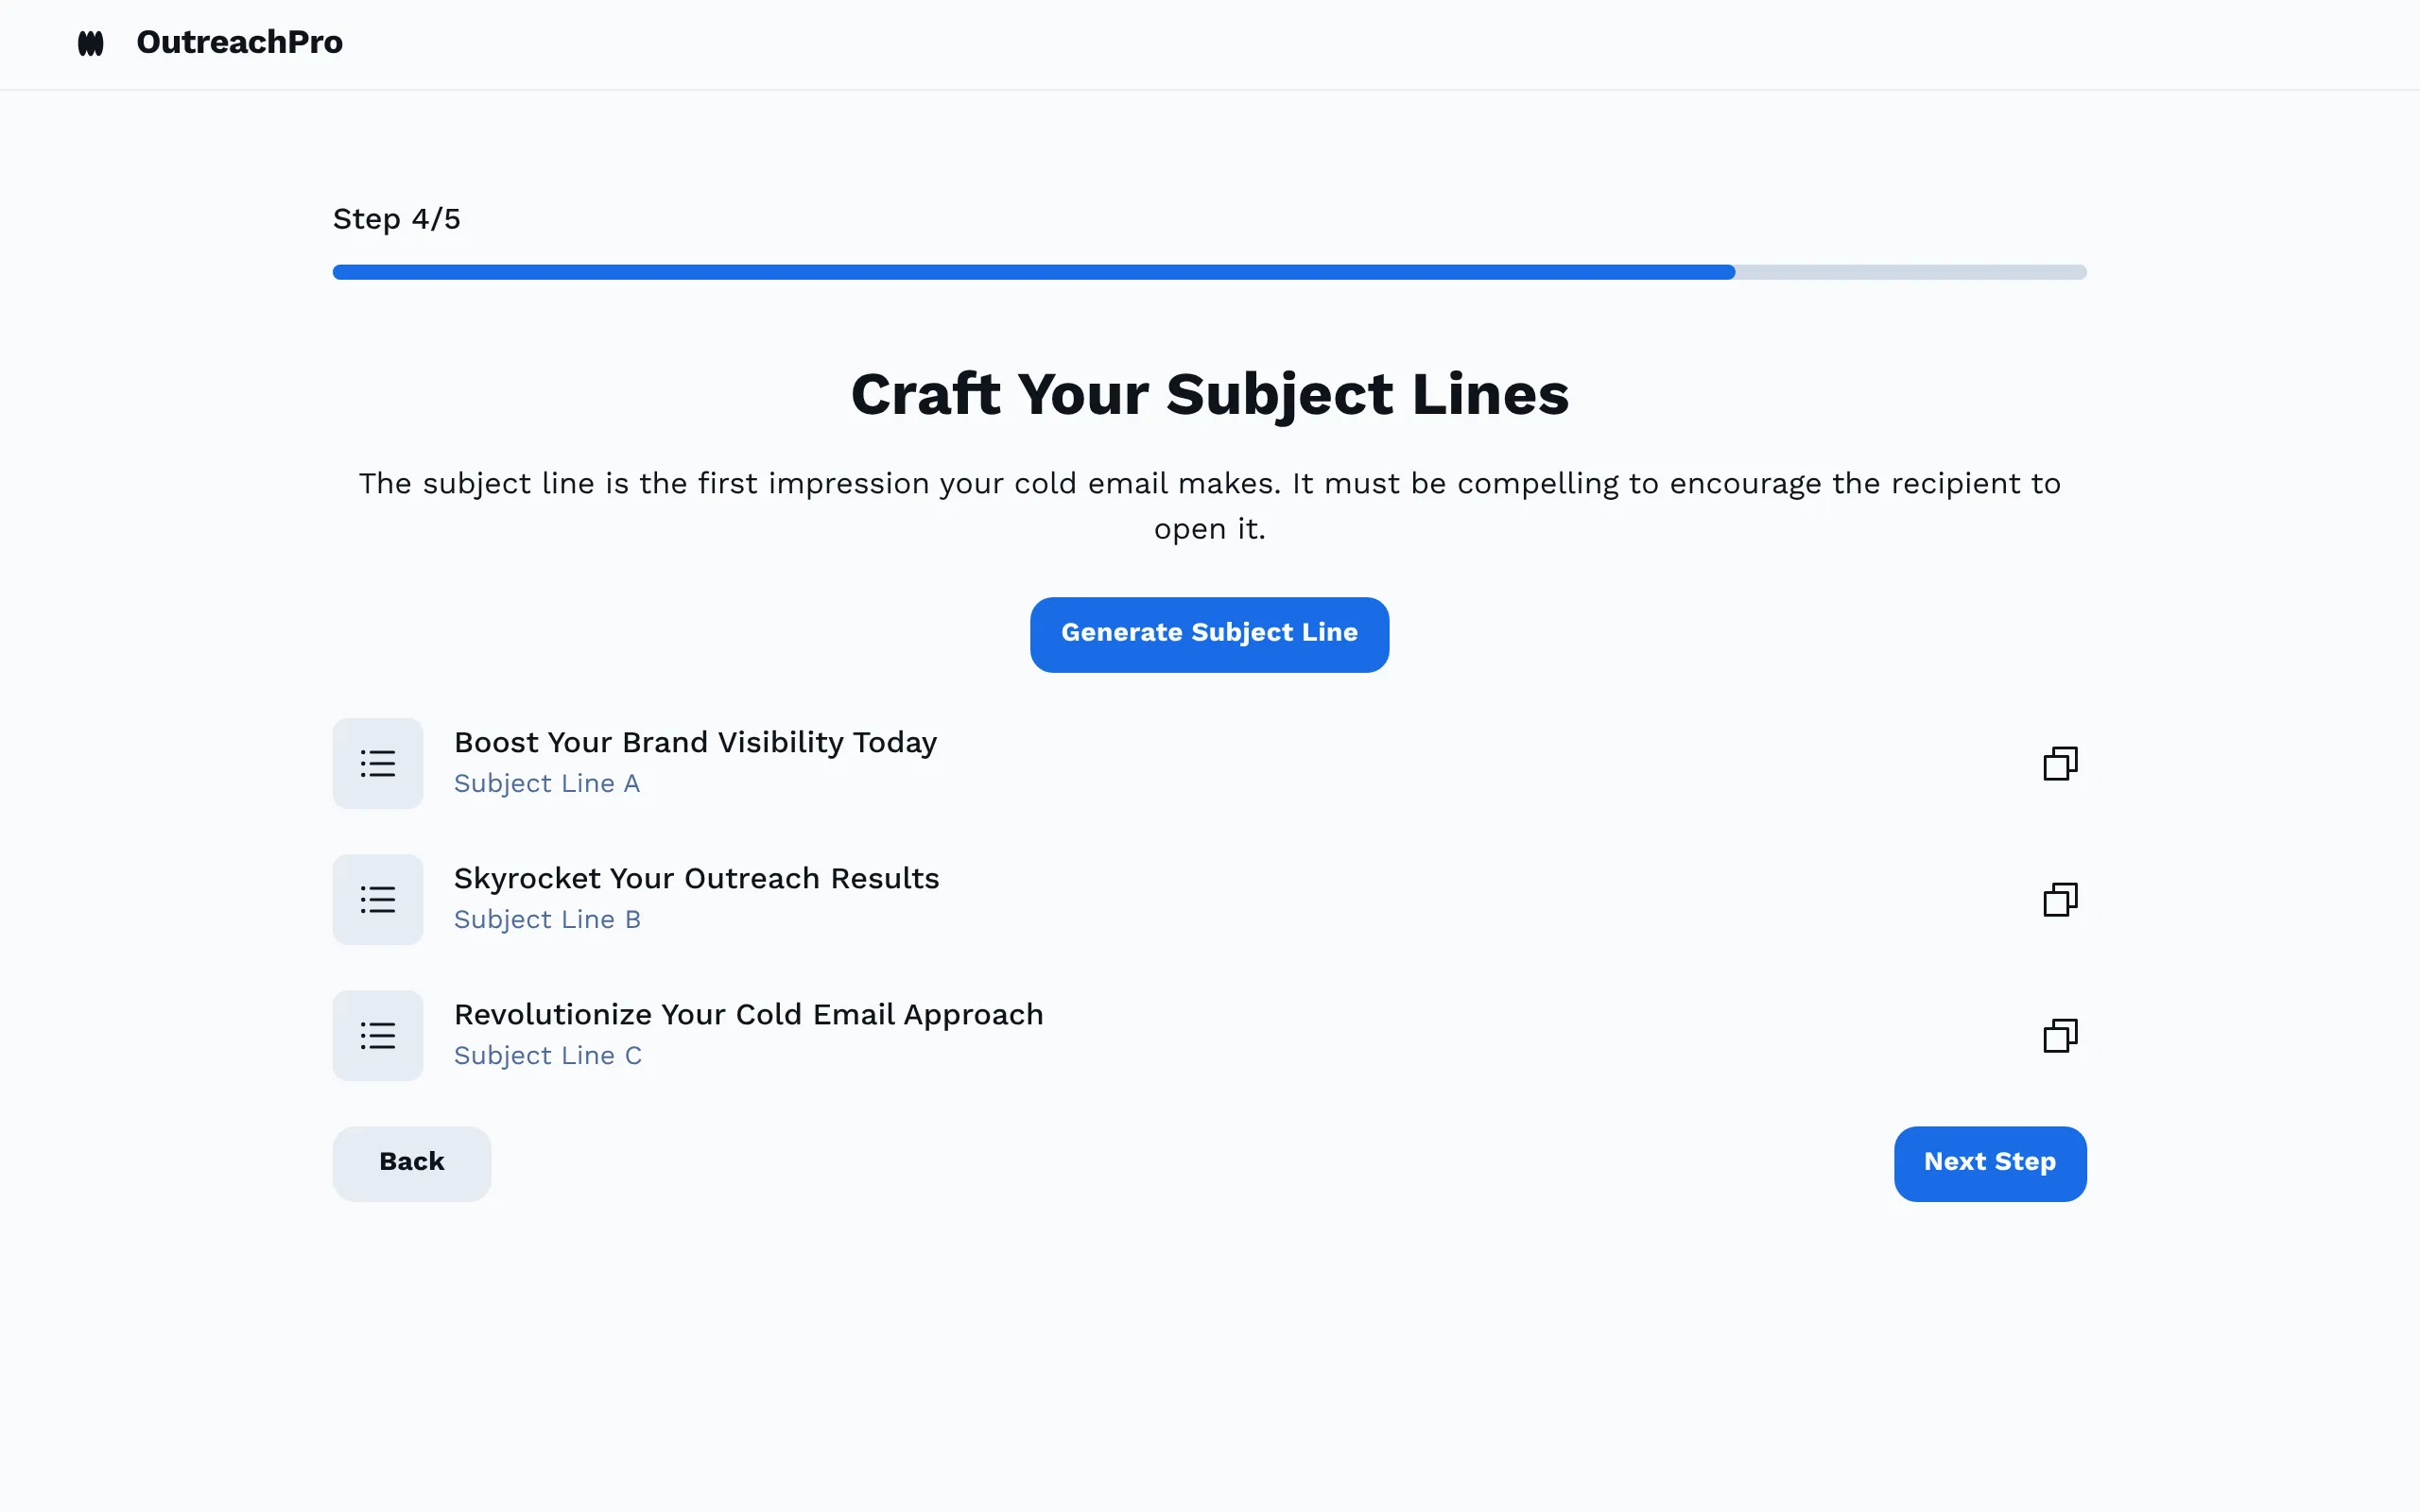 OutreachPro
Step 4/5
Craft Your Subject Lines
The subject line is the first impression your cold email makes. It must be compelling to encourage the recipient to
open it.
Generate Subject Line
Boost Your Brand Visibility Today
Subject Line A
Skyrocket Your Outreach Results
Subject Line B
Revolutionize Your Cold Email Approach
Subject Line C
Back
Next Step